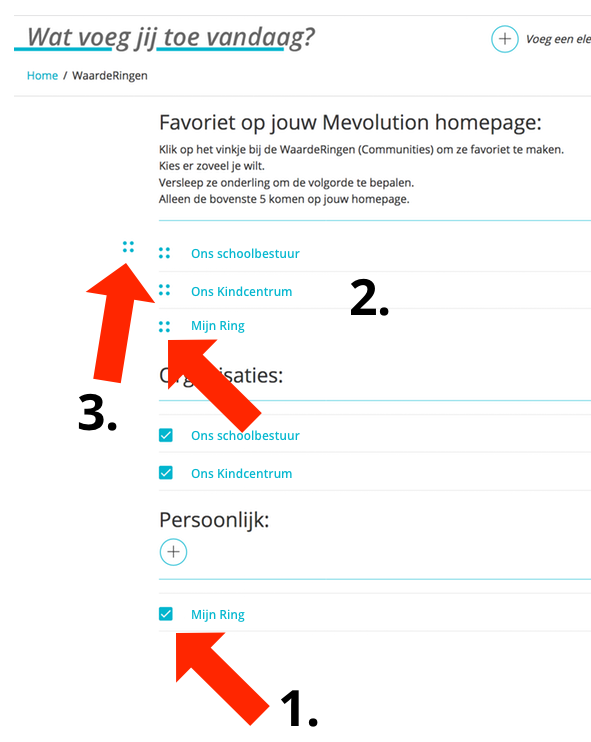 Wat voeg jij toe vandaag?
Voeg een ele
Home / WaardeRingen
Favoriet op jouw Mevolution homepage:
Klik op het vinkje bij de WaardeRingen (Communities) om ze favoriet te maken.
Kies er zoveel je wilt.
Versleep ze onderling om de volgorde te bepalen.
Alleen de bovenste 5 komen op jouw homepage.
Ons schoolbestuur
Ons Kindcentrum
2.
Mijn Ring
Organisaties:
3.
Ons schoolbestuur
Ons Kindcentrum
Persoonlijk:
Mijn Ring
1.